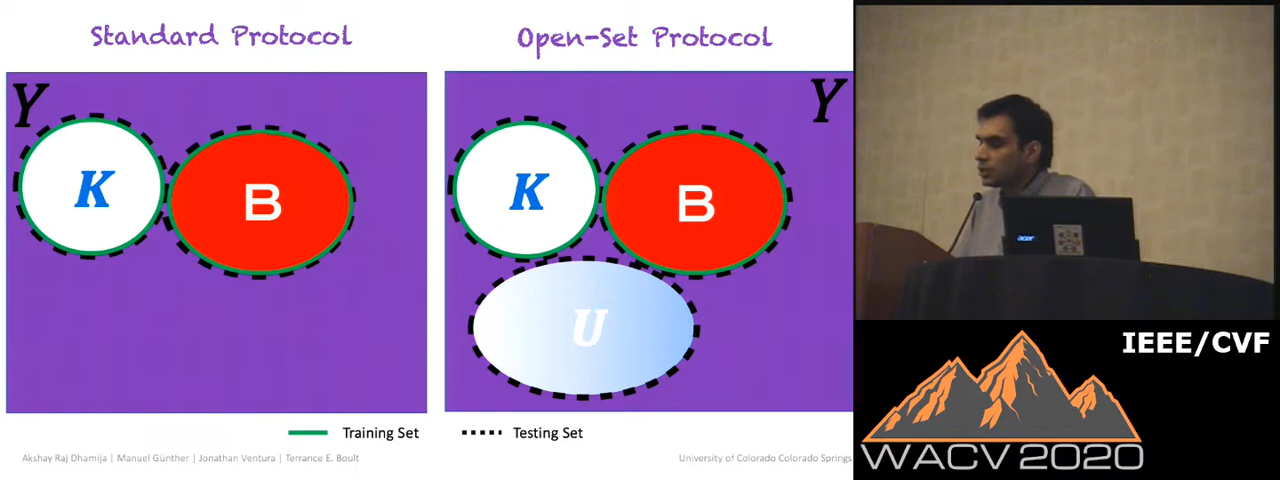 Standard Protocol
Open-Set Protocol
Y
K
B
Y
K
B
U
Training Set
Testing Set
Akshay Raj Dhamija | Manuel Günther | Jonathan Ventura | Terrance E. Boult
University of Colorado Colorado Springs
acer
IEEE/CVF
WACV 2020